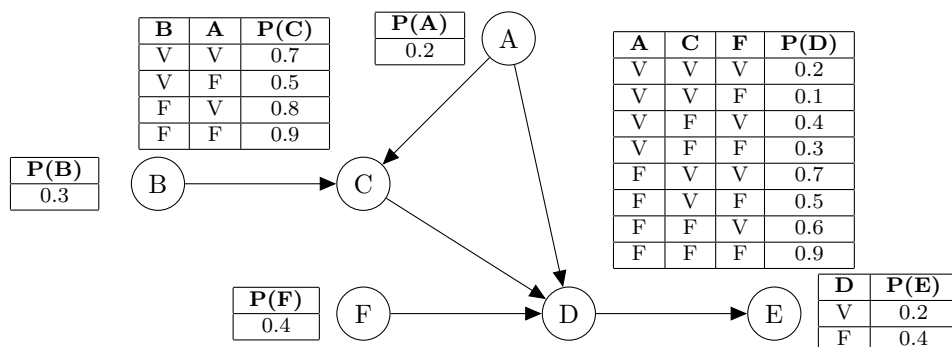 B A P(C)
V V 0.7
V F 0.5
F V 0.8
F F 0.9
P(A)
0.2
A
A C F P(D)
V V V 0.2
V V F 0.1
V F V 0.4
V F F 0.3
F V V 0.7
F V F 0.5
F F V 0.6
F F F 0.9
P(B)
0.3
B
C
P(F)
0.4
F
D
E
D P(E)
V 0.2
F 0.4